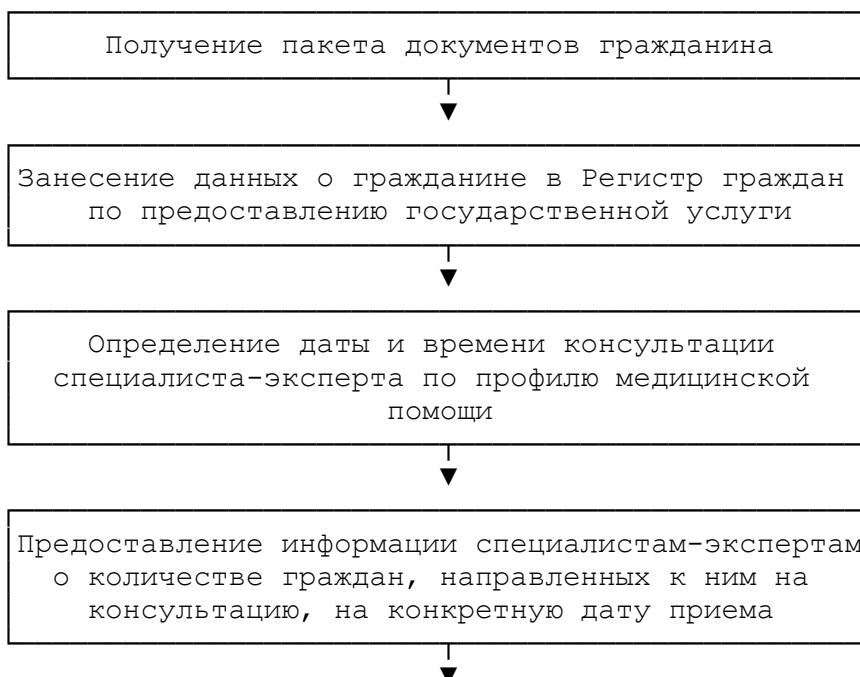 Получение пакета документов гражданина
Занесение данных о гражданине в Регистр граждан
по предоставлению государственной услуги
Определение даты и времени консультации
специалиста-эксперта по профилю медицинской
помощи
Предоставление информации специалистам-экспертам
о количестве граждан, направленных к ним на
консультацию, на конкретную дату приема